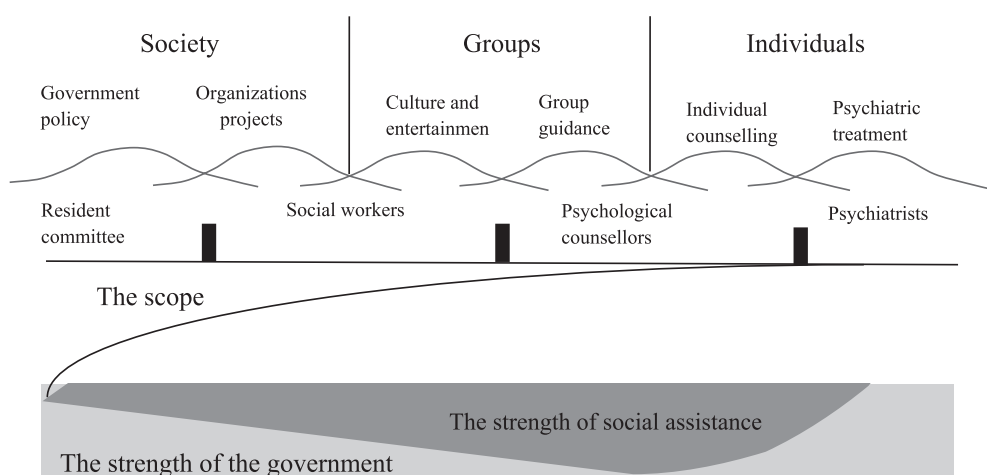 Society
Groups
Individuals
Government
policy
Organizations
projects
Culture and
entertainmen
Group
guidance
Individual
counselling
Psychiatric
treatment
Resident
committee
Social workers
Psychological
counsellors
Psychiatrists
The scope
The strength of social assistance
The strength of the government